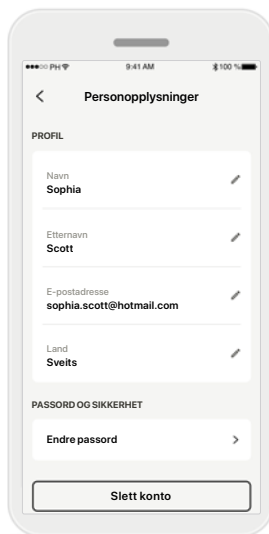 PH 9:41 AM 100 %
Personopplysninger
PROFIL
Navn
Sophia
Etternavn
Scott
E-postadresse
sophia.scott@hotmail.com
Land
Sveits
PASSORD OG SIKKERHET
Endre passord
Slett konto